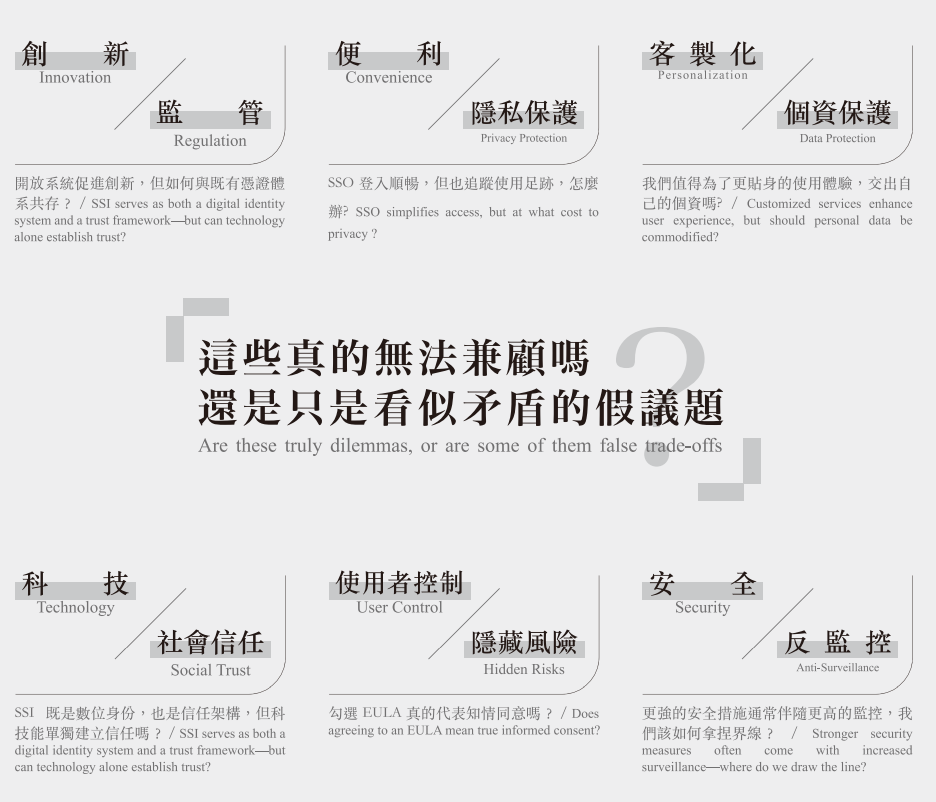 創新
Innovation
監管
Regulation
開放系統促進創新，但如何與既有憑證體
系共存？ / SSI serves as both a digital identity
system and a trust framework—but can technology
alone establish trust?
便利
Convenience
隱私保護
Privacy Protection
SSO 登入順暢，但也追蹤使用足跡，怎麼
辦? SSO simplifies access, but at what cost to
privacy ?
客製化
Personalization
個資保護
Data Protection
我們值得為了更貼身的使用體驗，交出自
己的個資嗎? / Customized services enhance
user experience, but should personal data be
commodified?
這些真的無法兼顧嗎
還是只是看似矛盾的假議題
?
Are these truly dilemmas, or are some of them false trade-offs
科技
Technology
社會信任
Social Trust
SSI 既是數位身份，也是信任架構，但科
技能單獨建立信任嗎？ / SSI serves as both a
digital identity system and a trust framework—but
can technology alone establish trust?
使用者控制
User Control
隱藏風險
Hidden Risks
勾選 EULA 真的代表知情同意嗎？ / Does
agreeing to an EULA mean true informed consent?
安全
Security
反監控
Anti-Surveillance
更強的安全措施通常伴隨更高的監控，我
們該如何拿捏界線？ / Stronger security
measures often come with increased
surveillance—where do we draw the line?